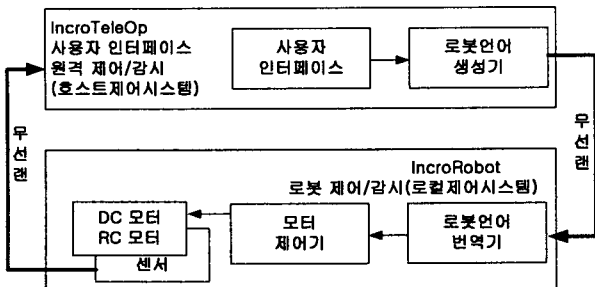 IncroTeleOp
사용자 인터페이스
원격 제어/감시
(호스트제어시스템)
사용자
인터페이스
로봇언어
생성기
무선랜
무선랜
IncroRobot
로봇 제어/감시(로컬제어시스템)
DC 모터
RC 모터
센서
모터
제어기
로봇언어
번역기